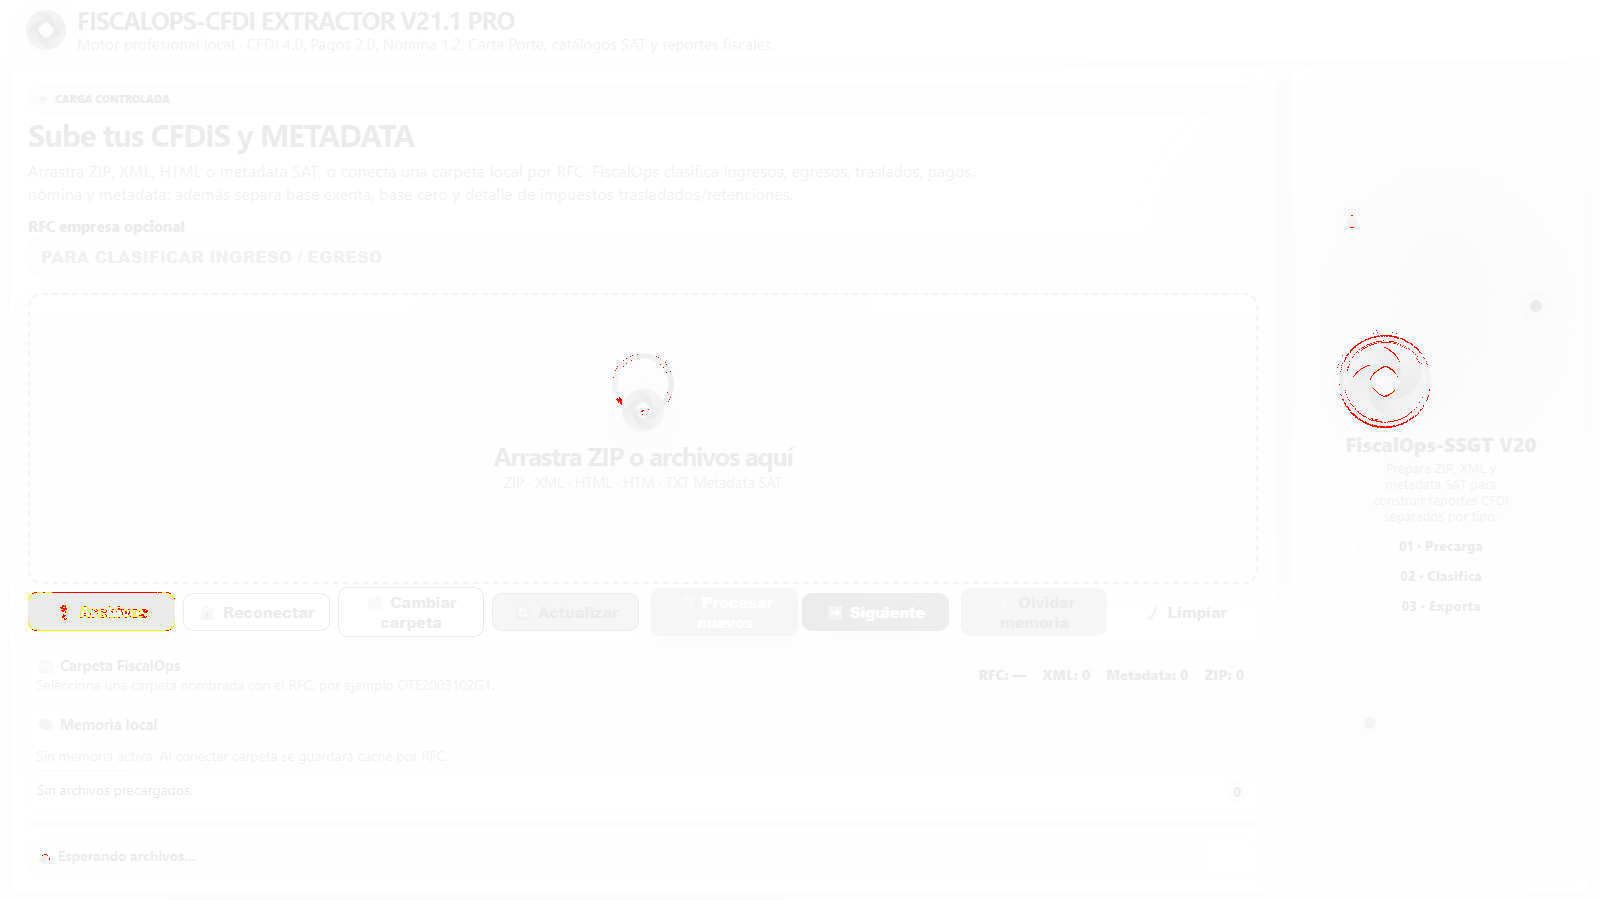 FISCALOPS-CFDI EXTRACTOR V21.1 PRO
Motor profesional local · CFDI 4.0, Pagos 2.0, Nómina 1.2, Carta Porte, catálogos SAT y reportes fiscales.
CARGA CONTROLADA
Sube tus CFDIS y METADATA
Arrastra ZIP, XML, HTML o metadata SAT, o conecta una carpeta local por RFC. FiscalOps clasifica ingresos, egresos, traslados, pagos,
nómina y metadata; además separa base exenta, base cero y detalle de impuestos trasladados/retenciones.
RFC empresa opcional
PARA CLASIFICAR INGRESO / EGRESO
Arrastra ZIP o archivos aquí
ZIP · XML · HTML · HTM · TXT Metadata SAT
Archivos
Reconectar
Cambiar
carpeta
Actualizar
Procesar
nuevos
Siguiente
Olvidar
memoria
Limpiar
Carpeta FiscalOps
Selecciona una carpeta nombrada con el RFC, por ejemplo OTE2003102G1.
RFC: — XML: 0 Metadata: 0 ZIP: 0
Memoria local
Sin memoria activa. Al conectar carpeta se guardará caché por RFC.
Sin archivos precargados.
0
Esperando archivos...
FiscalOps-SSGT V20
Prepara ZIP, XML y
metadata SAT para
construir reportes CFDI
separados por tipo.
01 · Precarga
02 · Clasifica
03 · Exporta